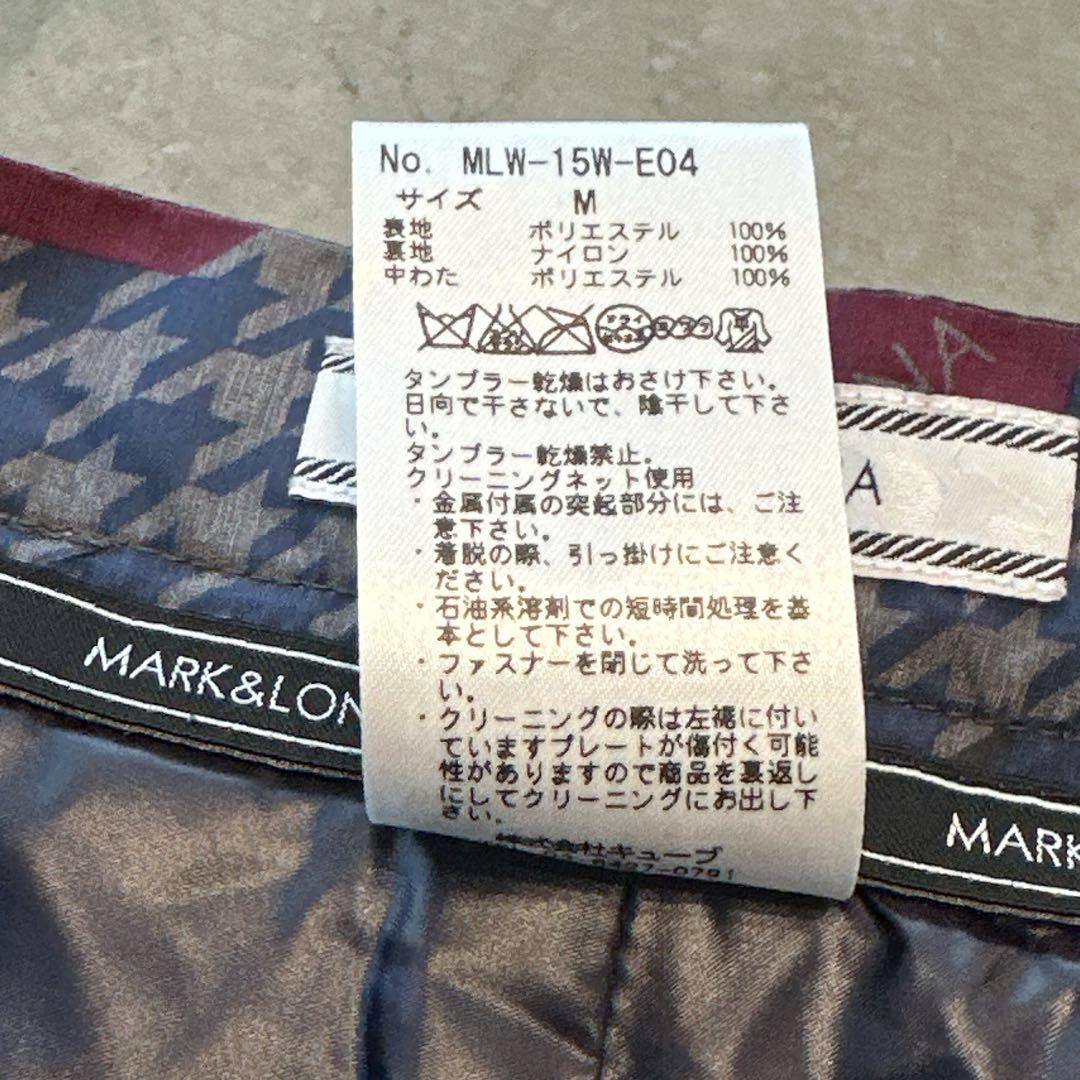 No. MLW-15W-E04
サイズ M
表地 ポリエステル 100%
裏地 ナイロン 100%
中わた ポリエステル 100%
ドライ
ヨワク
平
タンブラー乾燥はおさけ下さい。
日向で干さないで、陰干して下さ
い。
タンブラー乾燥禁止。
クリーニングネット使用
・金属付属の突起部分には、ご注
意下さい。
・着脱の際、引っ掛けにご注意く
ださい。
・石油系溶剤での短時間処理を基
本として下さい。
・ファスナーを閉じて洗って下さ
い。
・クリーニングの際は左裾に付い
ていますプレートが傷付く可能
性がありますので商品を裏返し
にしてクリーニングにお出し下
さい。
株式会社キューブ
MARK&LON
MARK
A